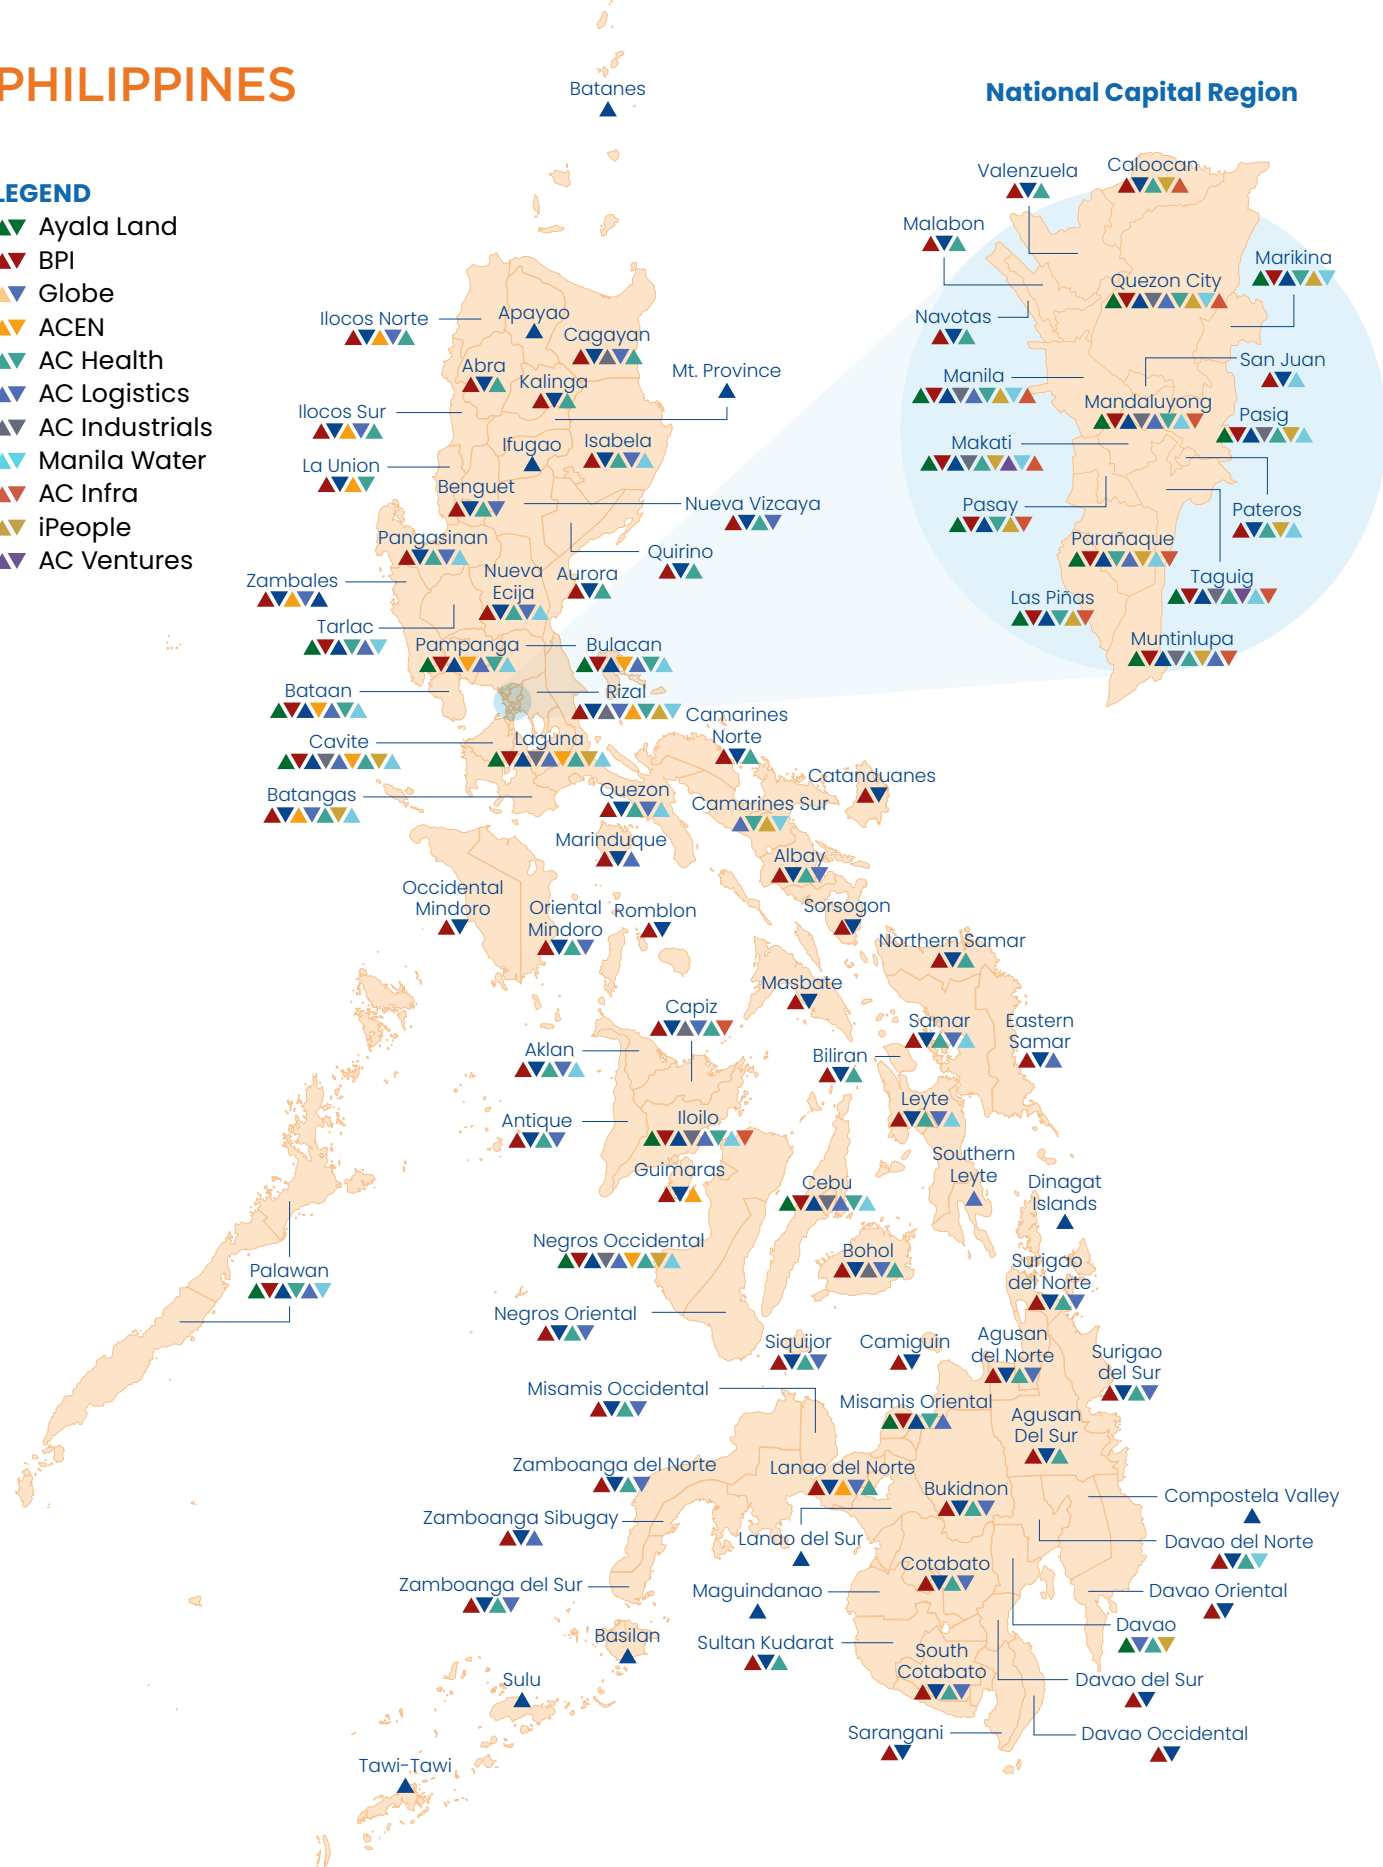 PHILIPPINES
LEGEND
Ayala Land
BPI
Globe
ACEN
AC Health
AC Logistics
AC Industrials
Manila Water
AC Infra
iPeople
AC Ventures
National Capital Region
Valenzuela
Caloocan
Malabon
Marikina
Quezon City
Navotas
San Juan
Manila
Mandaluyong
Pasig
Makati
Pasay
Pateros
Parañaque
Taguig
Las Piñas
Muntinlupa
Batanes
Ilocos Norte
Apayao
Cagayan
Abra
Kalinga
Mt. Province
Ilocos Sur
Ifugao
Isabela
La Union
Benguet
Nueva Vizcaya
Pangasinan
Quirino
Zambales
Nueva
Ecija
Aurora
Tarlac
Pampanga
Bulacan
Bataan
Rizal
Camarines
Norte
Cavite
Laguna
Catanduanes
Batangas
Quezon
Camarines Sur
Marinduque
Albay
Occidental
Mindoro
Oriental
Mindoro
Romblon
Sorsogon
Northern Samar
Masbate
Capiz
Samar
Eastern
Samar
Aklan
Biliran
Leyte
Antique
Iloilo
Southern
Leyte
Guimaras
Cebu
Dinagat
Islands
Negros Occidental
Bohol
Surigao
del Norte
Palawan
Negros Oriental
Siquijor
Camiguin
Agusan
del Norte
Surigao
del Sur
Misamis Occidental
Misamis Oriental
Agusan
Del Sur
Zamboanga del Norte
Lanao del Norte
Bukidnon
Compostela Valley
Zamboanga Sibugay
Lanao del Sur
Davao del Norte
Cotabato
Zamboanga del Sur
Maguindanao
Davao Oriental
Davao
Basilan
Sultan Kudarat
South
Cotabato
Sulu
Davao del Sur
Sarangani
Davao Occidental
Tawi-Tawi